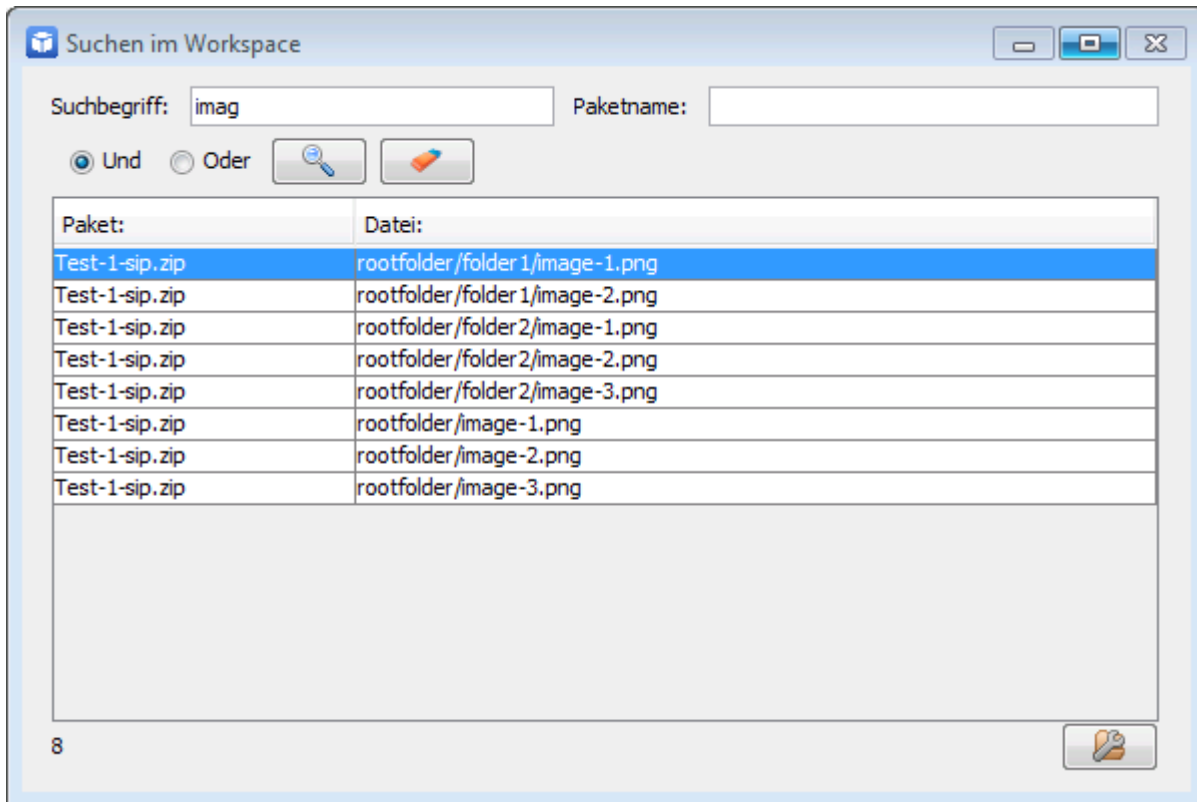 Suchen im Workspace
Suchbegriff: imag Paketname:
Und Oder
Paket: Datei:
Test-1-sip.zip rootfolder/folder1/image-1.png
Test-1-sip.zip rootfolder/folder1/image-2.png
Test-1-sip.zip rootfolder/folder2/image-1.png
Test-1-sip.zip rootfolder/folder2/image-2.png
Test-1-sip.zip rootfolder/folder2/image-3.png
Test-1-sip.zip rootfolder/image-1.png
Test-1-sip.zip rootfolder/image-2.png
Test-1-sip.zip rootfolder/image-3.png
8